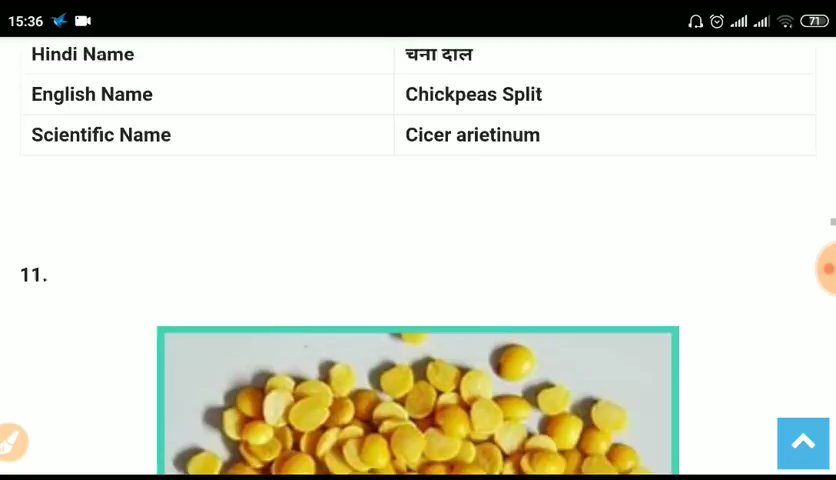 15:36
71
Hindi Name चना दाल
English Name Chickpeas Split
Scientific Name Cicer arietinum
11.